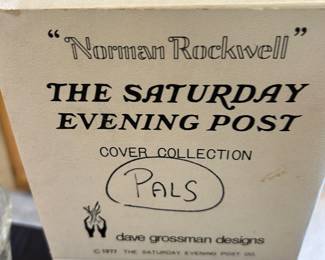 "Norman Rockwell"
THE SATURDAY
EVENING POST
COVER COLLECTION
PALS
dave grossman designs
© 1977 THE SATURDAY EVENING POST CO.